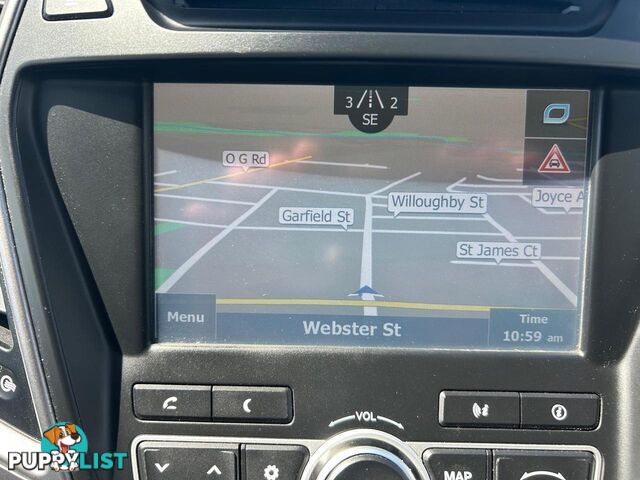 3 2
SE
O G Rd
Willoughby St
Joyce A
Garfield St
St James Ct
Menu
Webster St
Time
10:59 am
VOL
MAP
PUPPYLIST